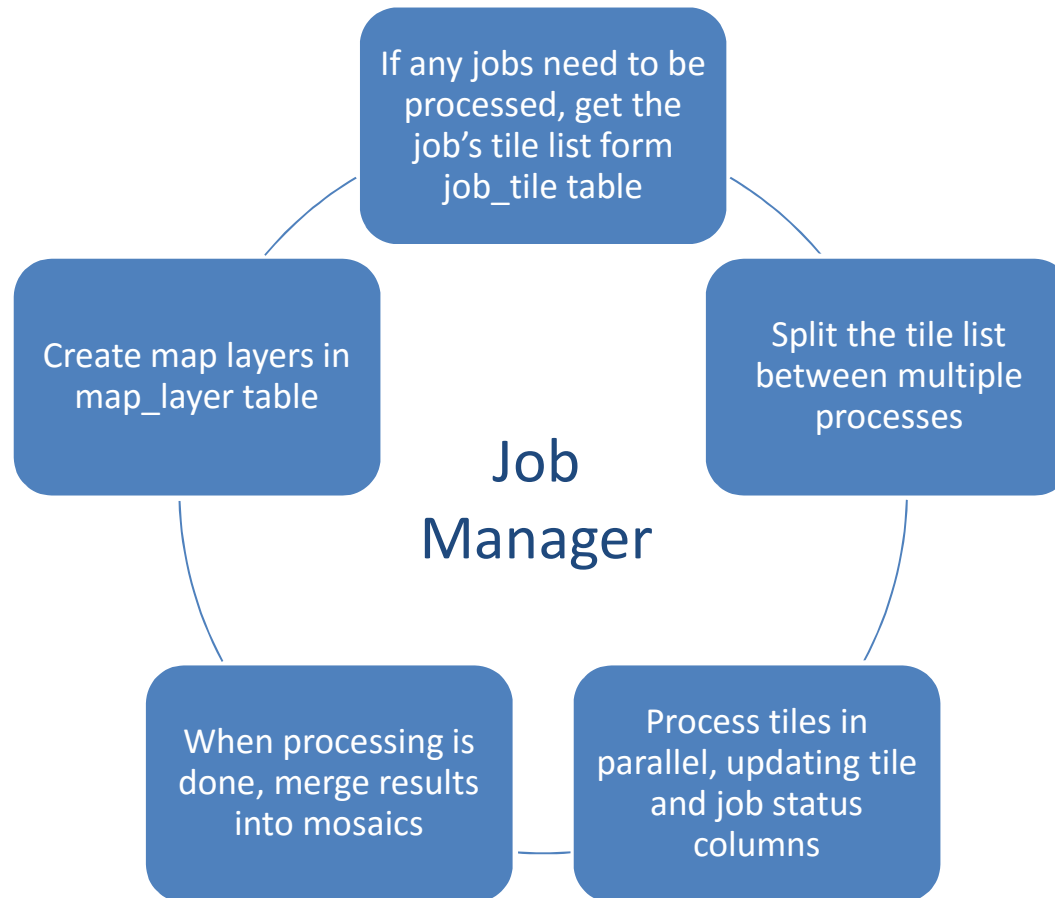 If any jobs need to be
processed, get the
job’s tile list form
job_tile table
Split the tile list
between multiple
processes
Process tiles in
parallel, updating tile
and job status
columns
When processing is
done, merge results
into mosaics
Create map layers in
map_layer table
Job
Manager